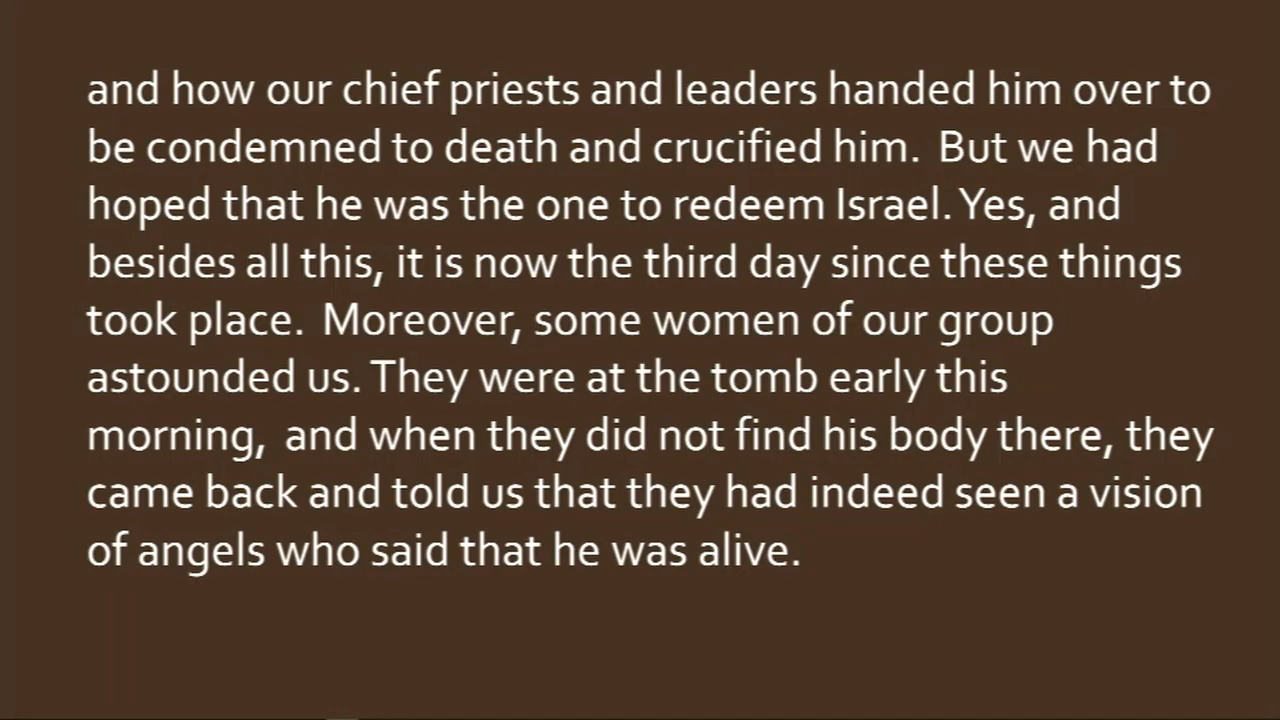 and how our chief priests and leaders handed him over to
be condemned to death and crucified him.  But we had
hoped that he was the one to redeem Israel. Yes, and
besides all this, it is now the third day since these things
took place.  Moreover, some women of our group
astounded us. They were at the tomb early this
morning,  and when they did not find his body there, they
came back and told us that they had indeed seen a vision
of angels who said that he was alive.